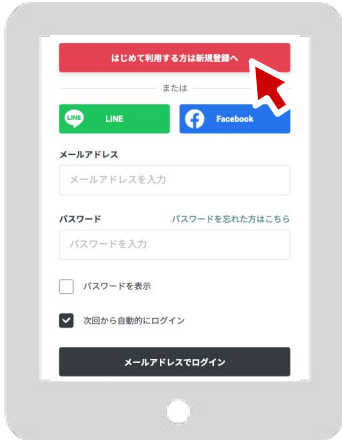 はじめて利用する方は新規登録へ
または
LINE LINE
Facebook
メールアドレス
メールアドレスを入力
パスワード パスワードを忘れた方はこちら
パスワードを入力
パスワードを表示
次回から自動的にログイン
メールアドレスでログイン